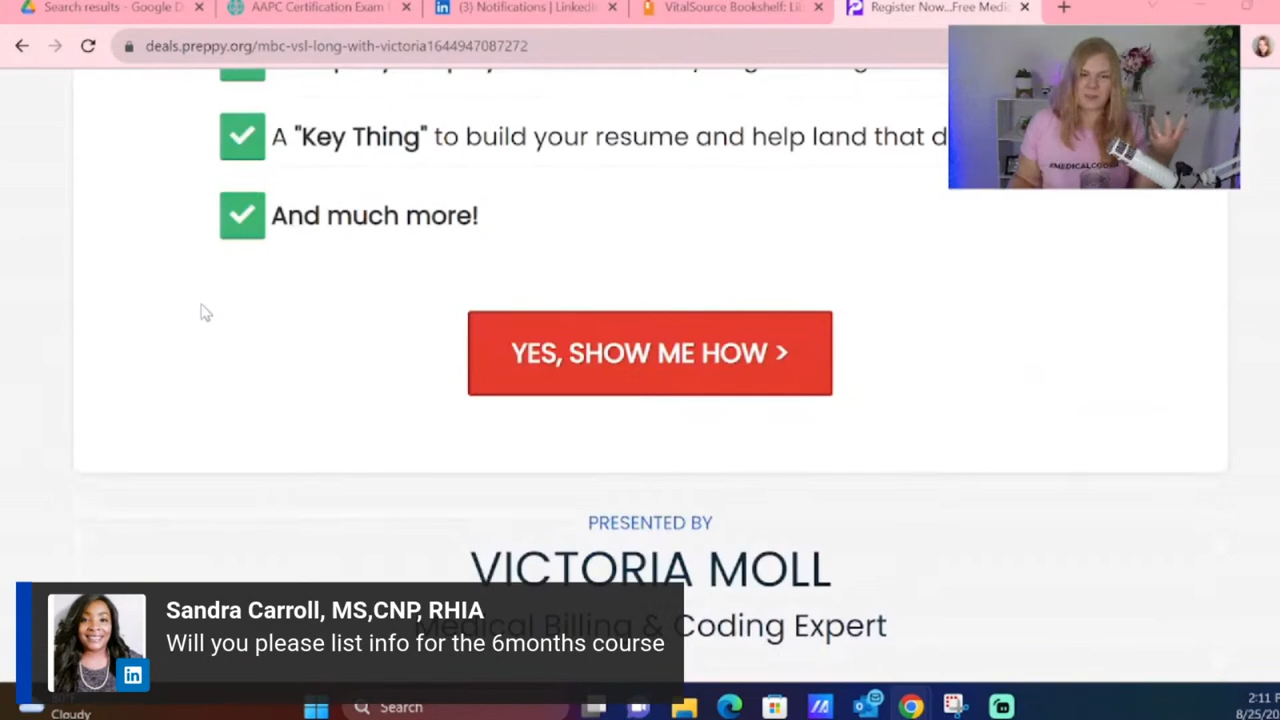 Search results - Google D
AAPC Certification Exam
(3) Notifications | LinkedIn
VitalSource Bookshelf: Li
Register Now...Free Medi
deals.preppy.org/mbc-vsl-long-with-victoria1644947087272
A "Key Thing" to build your resume and help land that d
#MEDICALCODE
And much more!
YES, SHOW ME HOW >
PRESENTED BY
VICTORIA MOLL
Medical Billing & Coding Expert
Sandra Carroll, MS,CNP, RHIA
Will you please list info for the 6months course
Cloudy
Search
2:11 P
8/25/20